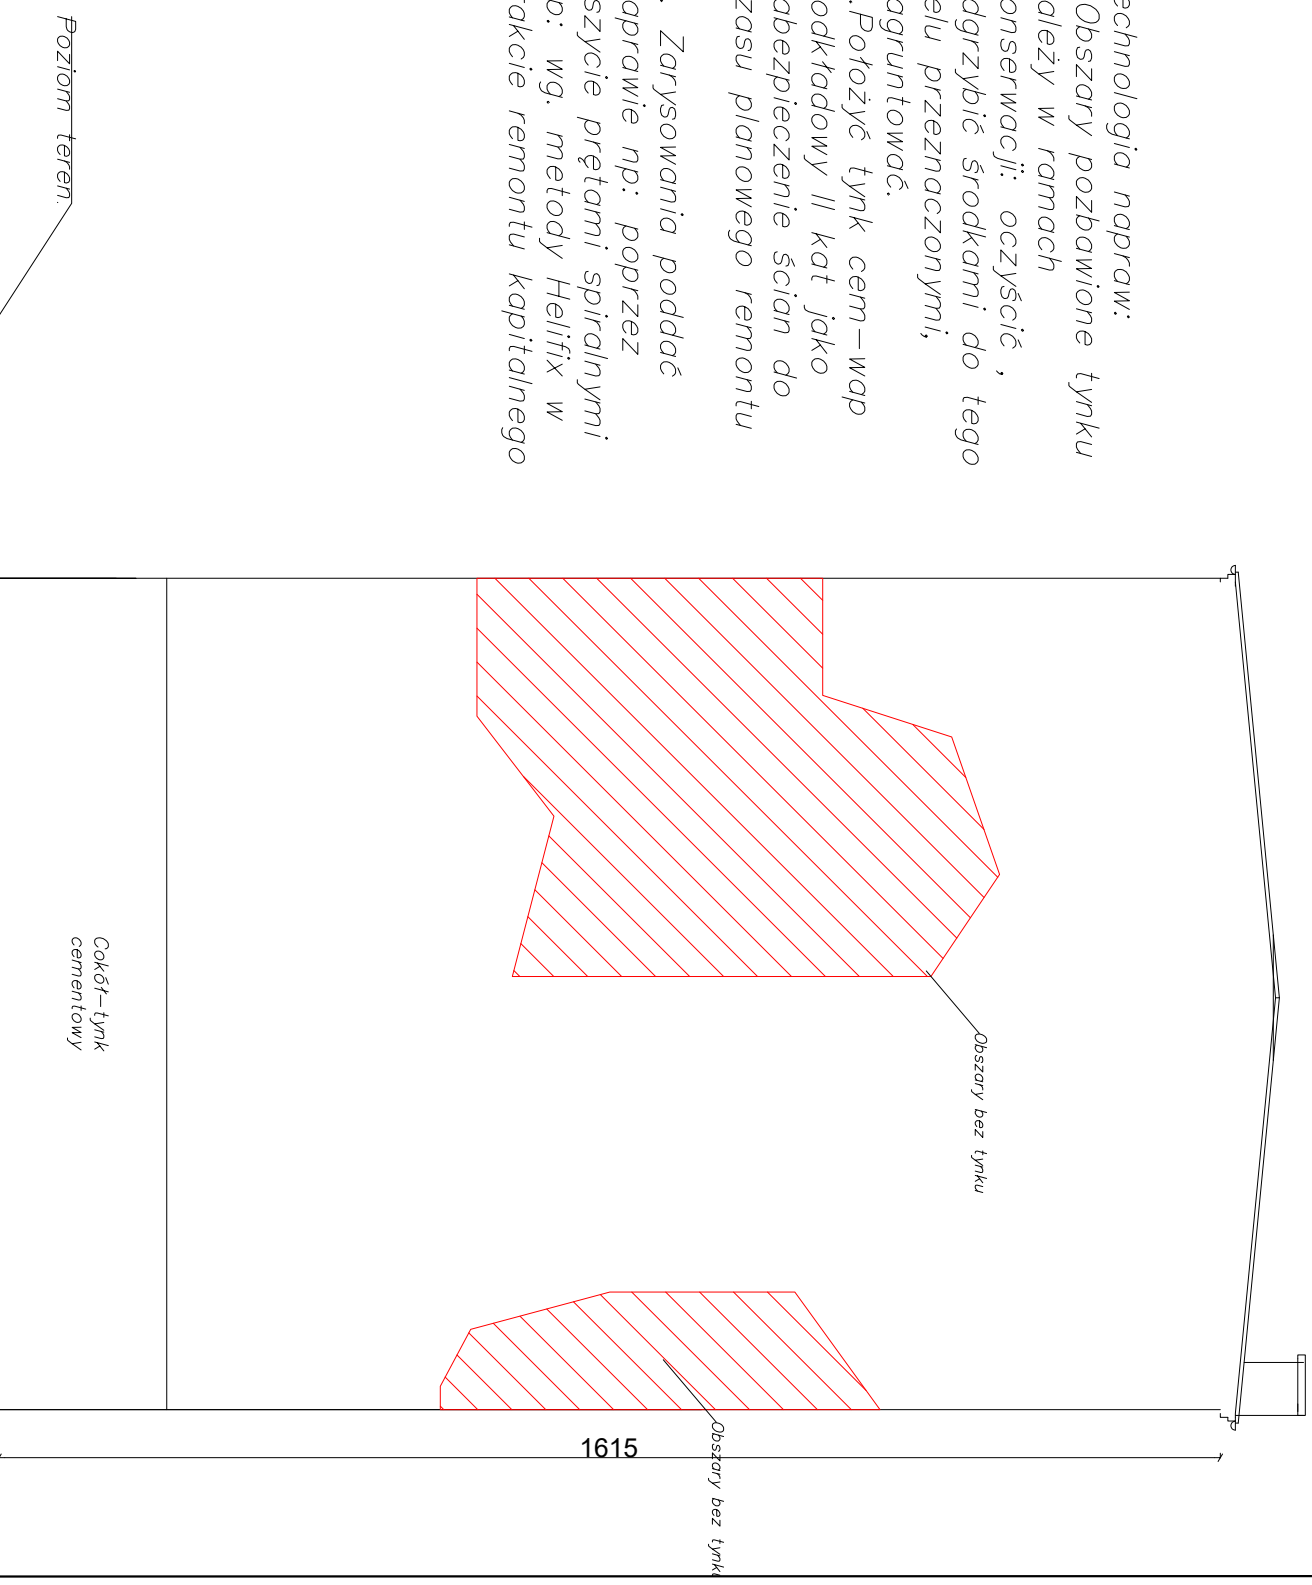 echnologia napraw:
Obszary pozbawione tynku
ależy w ramach
onserwacji: oczyścić ,
dgrzybić środkami do tego
elu przeznaczonymi,
agruntować.
.Położyć tynk cem-wap
odkładowy II kat jako
abezpieczenie ścian do
zasu planowego remontu
. Zarysowania poddać
aprawie np: poprzez
szycie prętami spiralnymi
p: wg. metody Helifix w
rakcie remontu kapitalnego
Poziom teren
Obszary bez tynku
Obszary bez tynku
Cokół-tynk
cementowy
1615